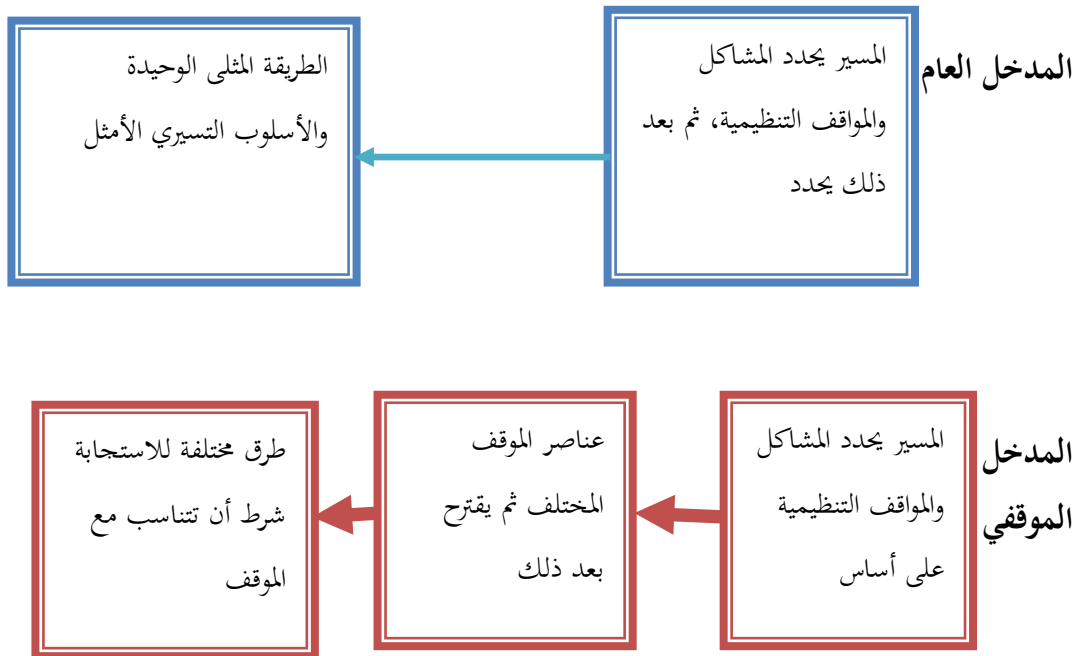 المدخل العام
المسير يحدد المشاكل
والمواقف التنظيمية، ثم بعد
ذلك يحدد
الطريقة المثلى الوحيدة
والأسلوب التسيري الأمثل
المدخل
الموقفي
المسير يحدد المشاكل
والمواقف التنظيمية
على أساس
عناصر الموقف
المختلف ثم يقترح
بعد ذلك
طرق مختلفة للاستجابة
شرط أن تتناسب مع
الموقف